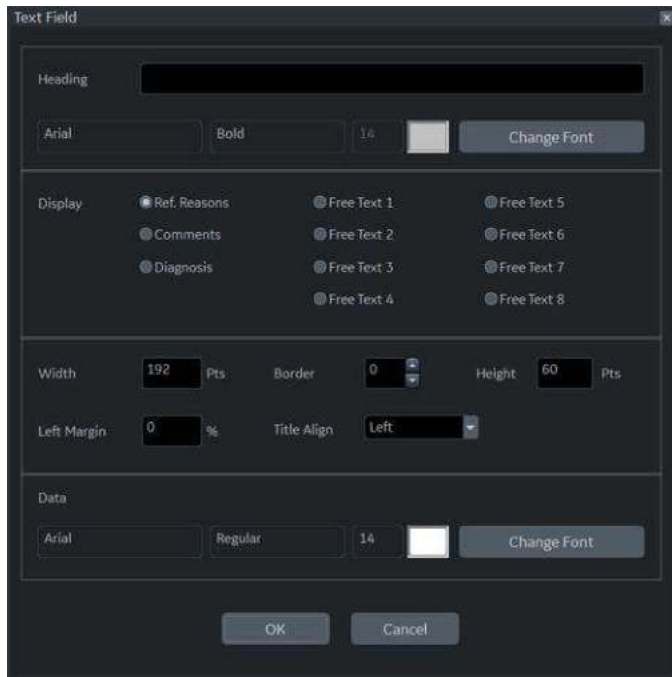 Text Field
Heading
Arial Bold 14 Change Font
Display Ref. Reasons Free Text 1 Free Text 5
Comments Free Text 2 Free Text 6
Diagnosis Free Text 3 Free Text 7
Free Text 4 Free Text 8
Width 192 Pts Border 0 Height 60 Pts
Left Margin 0 % Title Align Left
Data
Arial Regular 14 Change Font
OK Cancel